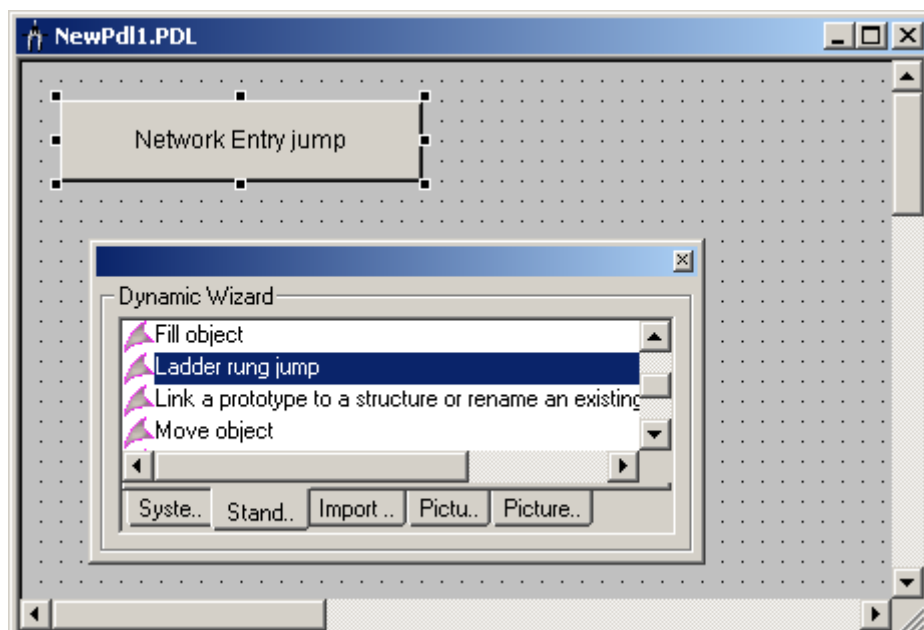 NewPdl1.PDL
Network Entry jump
Dynamic Wizard
Fill object
Ladder rung jump
Link a prototype to a structure or rename an existing
Move object
Syste.. Stand.. Import .. Pictu.. Picture..